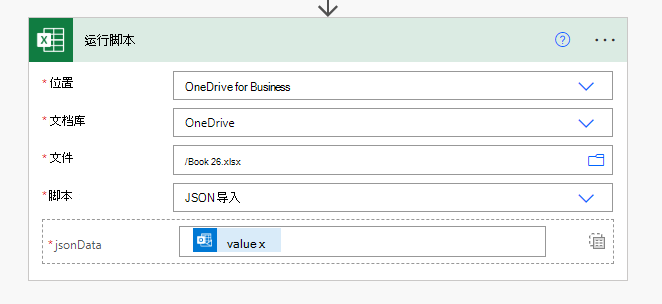 运行脚本
*位置
OneDrive for Business
*文档库
OneDrive
*文件
/Book 26.xlsx
*脚本
JSON 导入
*jsonData
value x